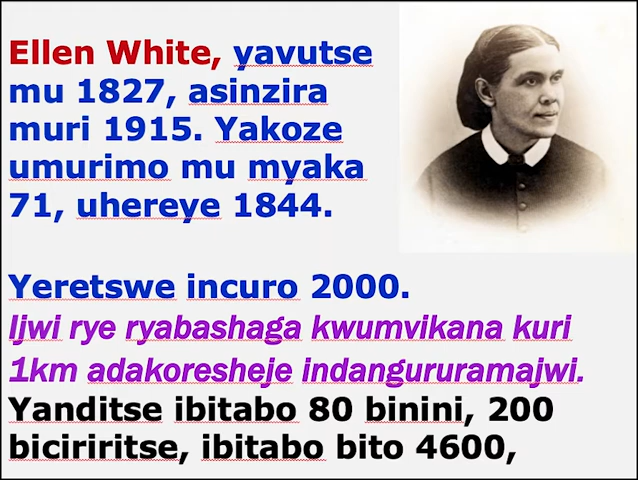 Ellen White, yavutse
mu 1827, asinzira
muri 1915. Yakoze
umurimo mu myaka
71, uhereye 1844.
Yeretswe incuro 2000.
Ijwi rye ryabashaga kwumvikana kuri
1km adakoresheje indangururamajwi.
Yanditse ibitabo 80 binini, 200
biciriritse, ibitabo bito 4600,